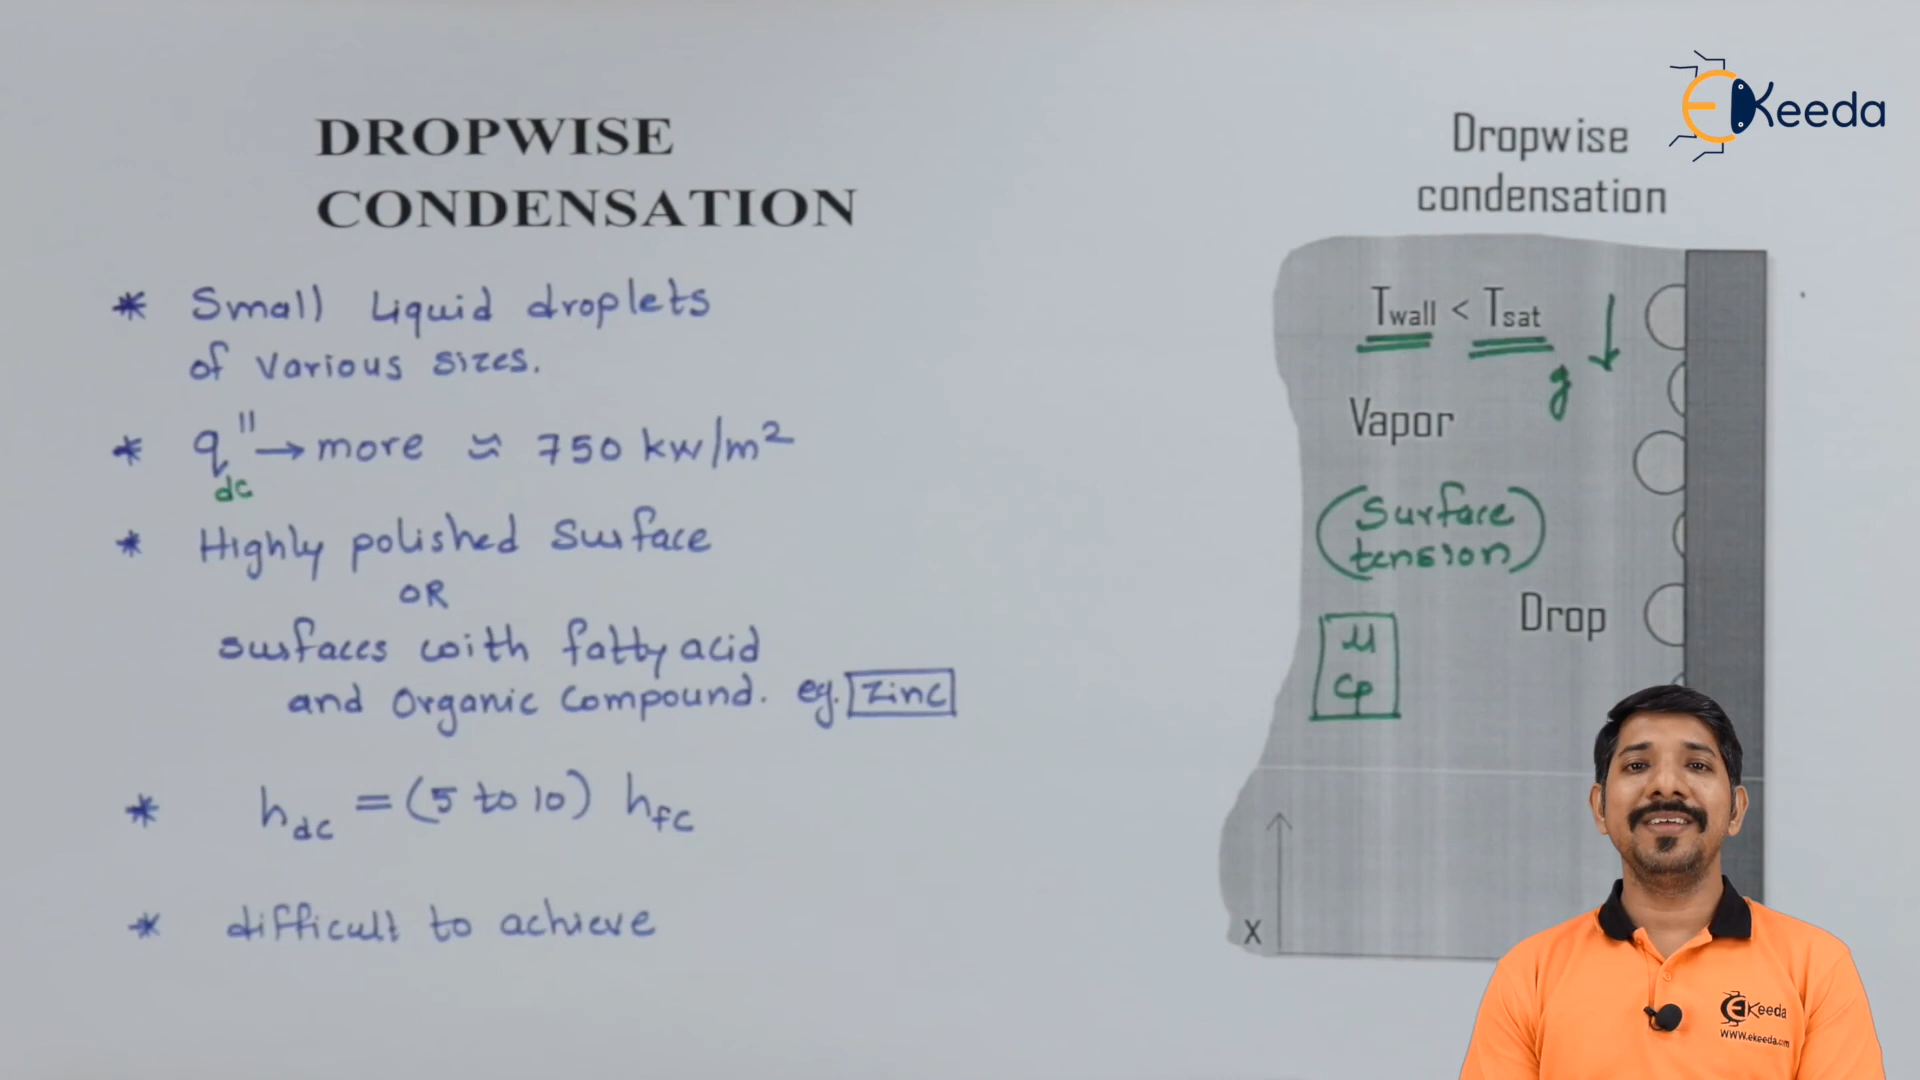 DROPWISE
CONDENSATION
* Small Liquid droplets
of Various sizes.
* q"dc → more ≈ 750 kw/m²
* Highly polished Surface
OR
surfaces with fatty acid
and Organic Compound. eg. Zinc
* hdc = (5 to 10) hfc
* difficult to achieve
EKeeda
Dropwise
condensation
Twall < Tsat
g
Vapor
(Surface
tension)
Drop
μ
Cp
X
EKeeda
www.ekeeda.com